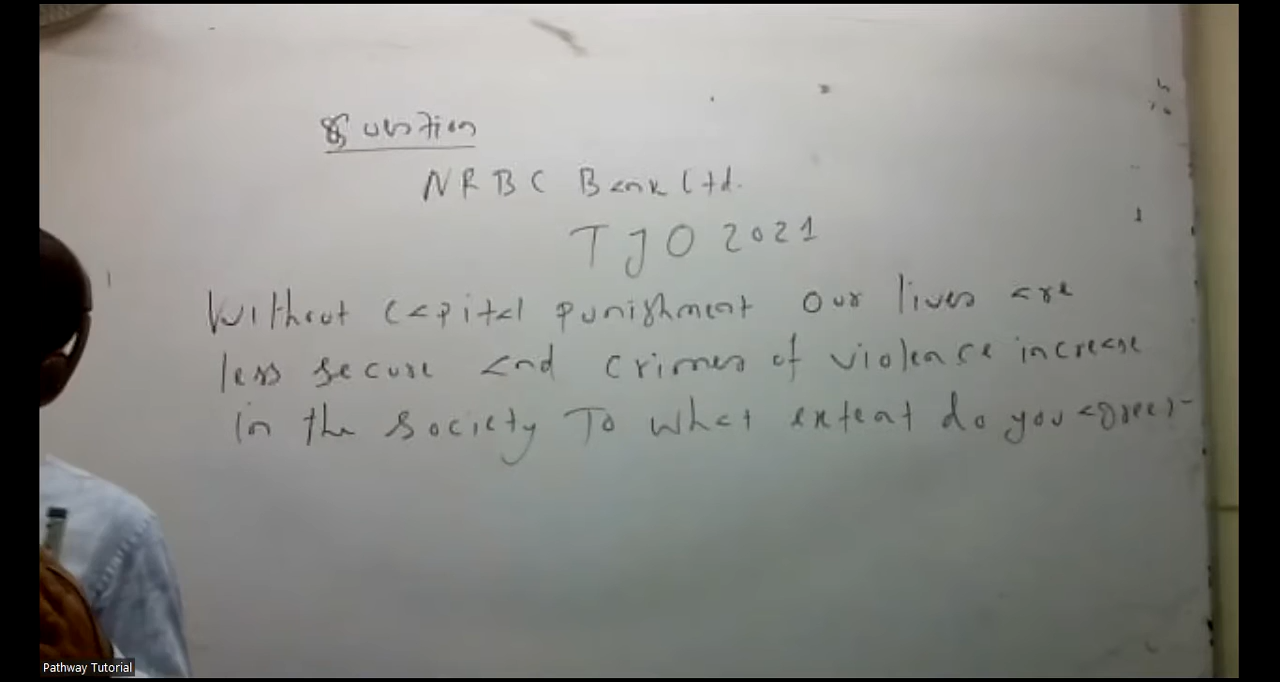 Question
NRBC Bank Ltd.
TJO 2021
Without capital punishment our lives are
less secure and crimes of violence increase
in the society To what extent do you agree?
Pathway Tutorial